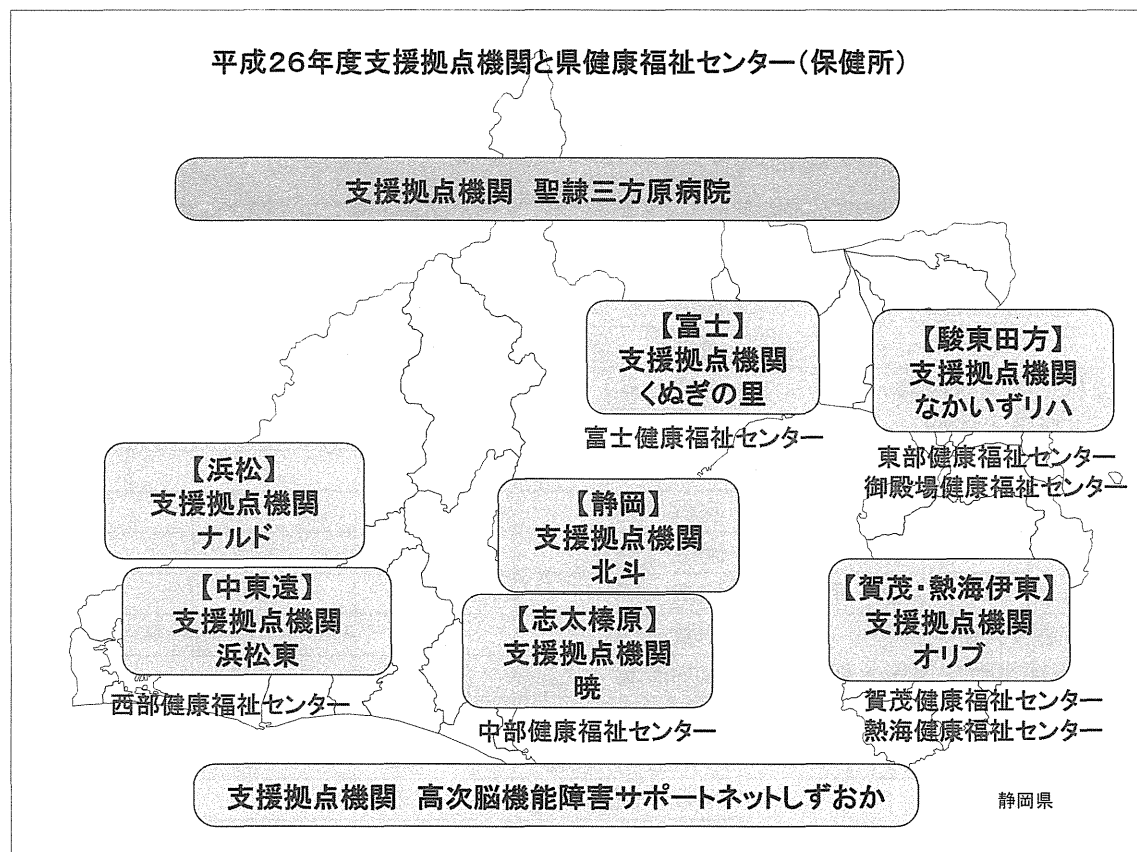 平成26年度支援拠点機関と県健康福祉センター（保健所）
支援拠点機関 聖隷三方原病院
【富士】
支援拠点機関
くぬぎの里
富士健康福祉センター
【駿東田方】
支援拠点機関
なかいずリハ
東部健康福祉センター
御殿場健康福祉センター
【浜松】
支援拠点機関
ナルド
【中東遠】
支援拠点機関
浜松東
西部健康福祉センター
【静岡】
支援拠点機関
北斗
【志太榛原】
支援拠点機関
暁
中部健康福祉センター
【賀茂・熱海伊東】
支援拠点機関
オリブ
賀茂健康福祉センター
熱海健康福祉センター
支援拠点機関 高次脳機能障害サポートネットしずおか
静岡県